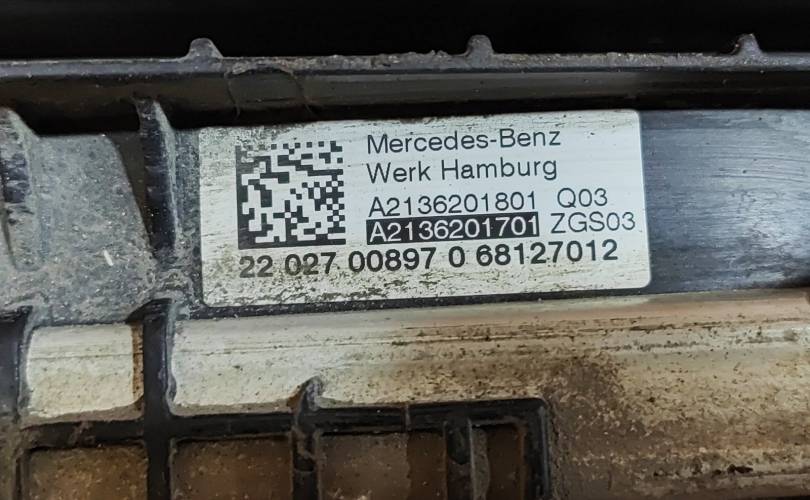 Mercedes-Benz
Werk Hamburg
A2136201801 Q03
A2136201701 ZGS03
22 027 00897 0 68127012